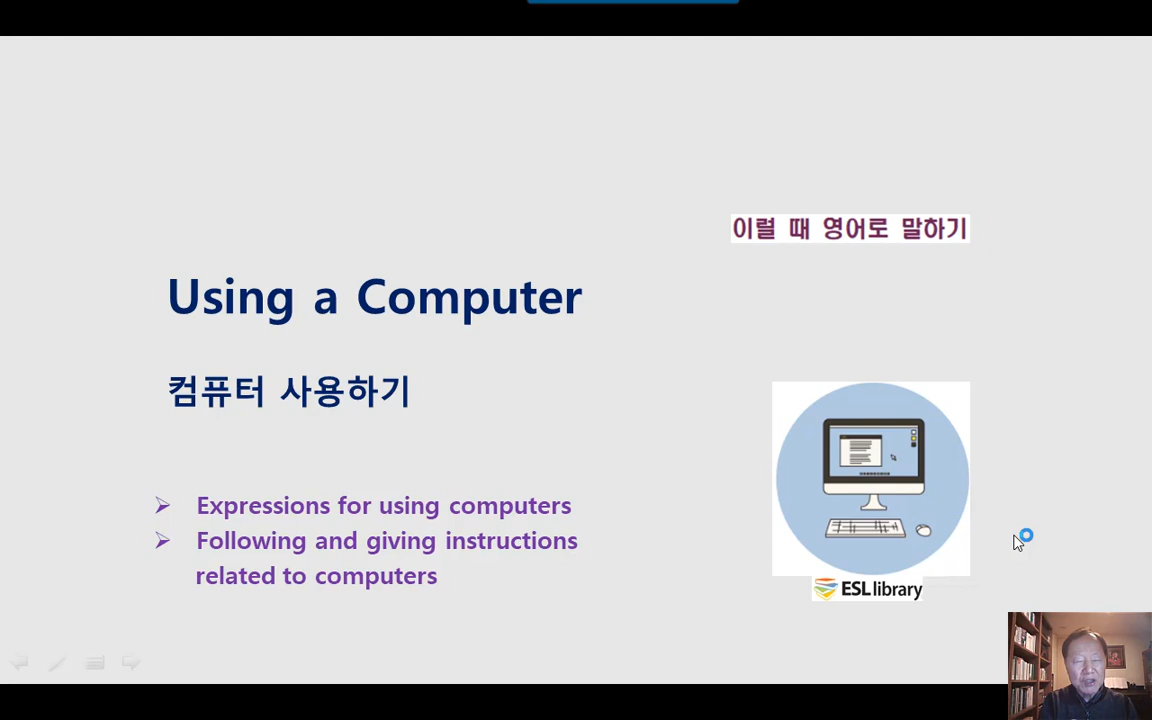 이럴 때 영어로 말하기
Using a Computer
컴퓨터 사용하기
Expressions for using computers
Following and giving instructions
related to computers
ESL library